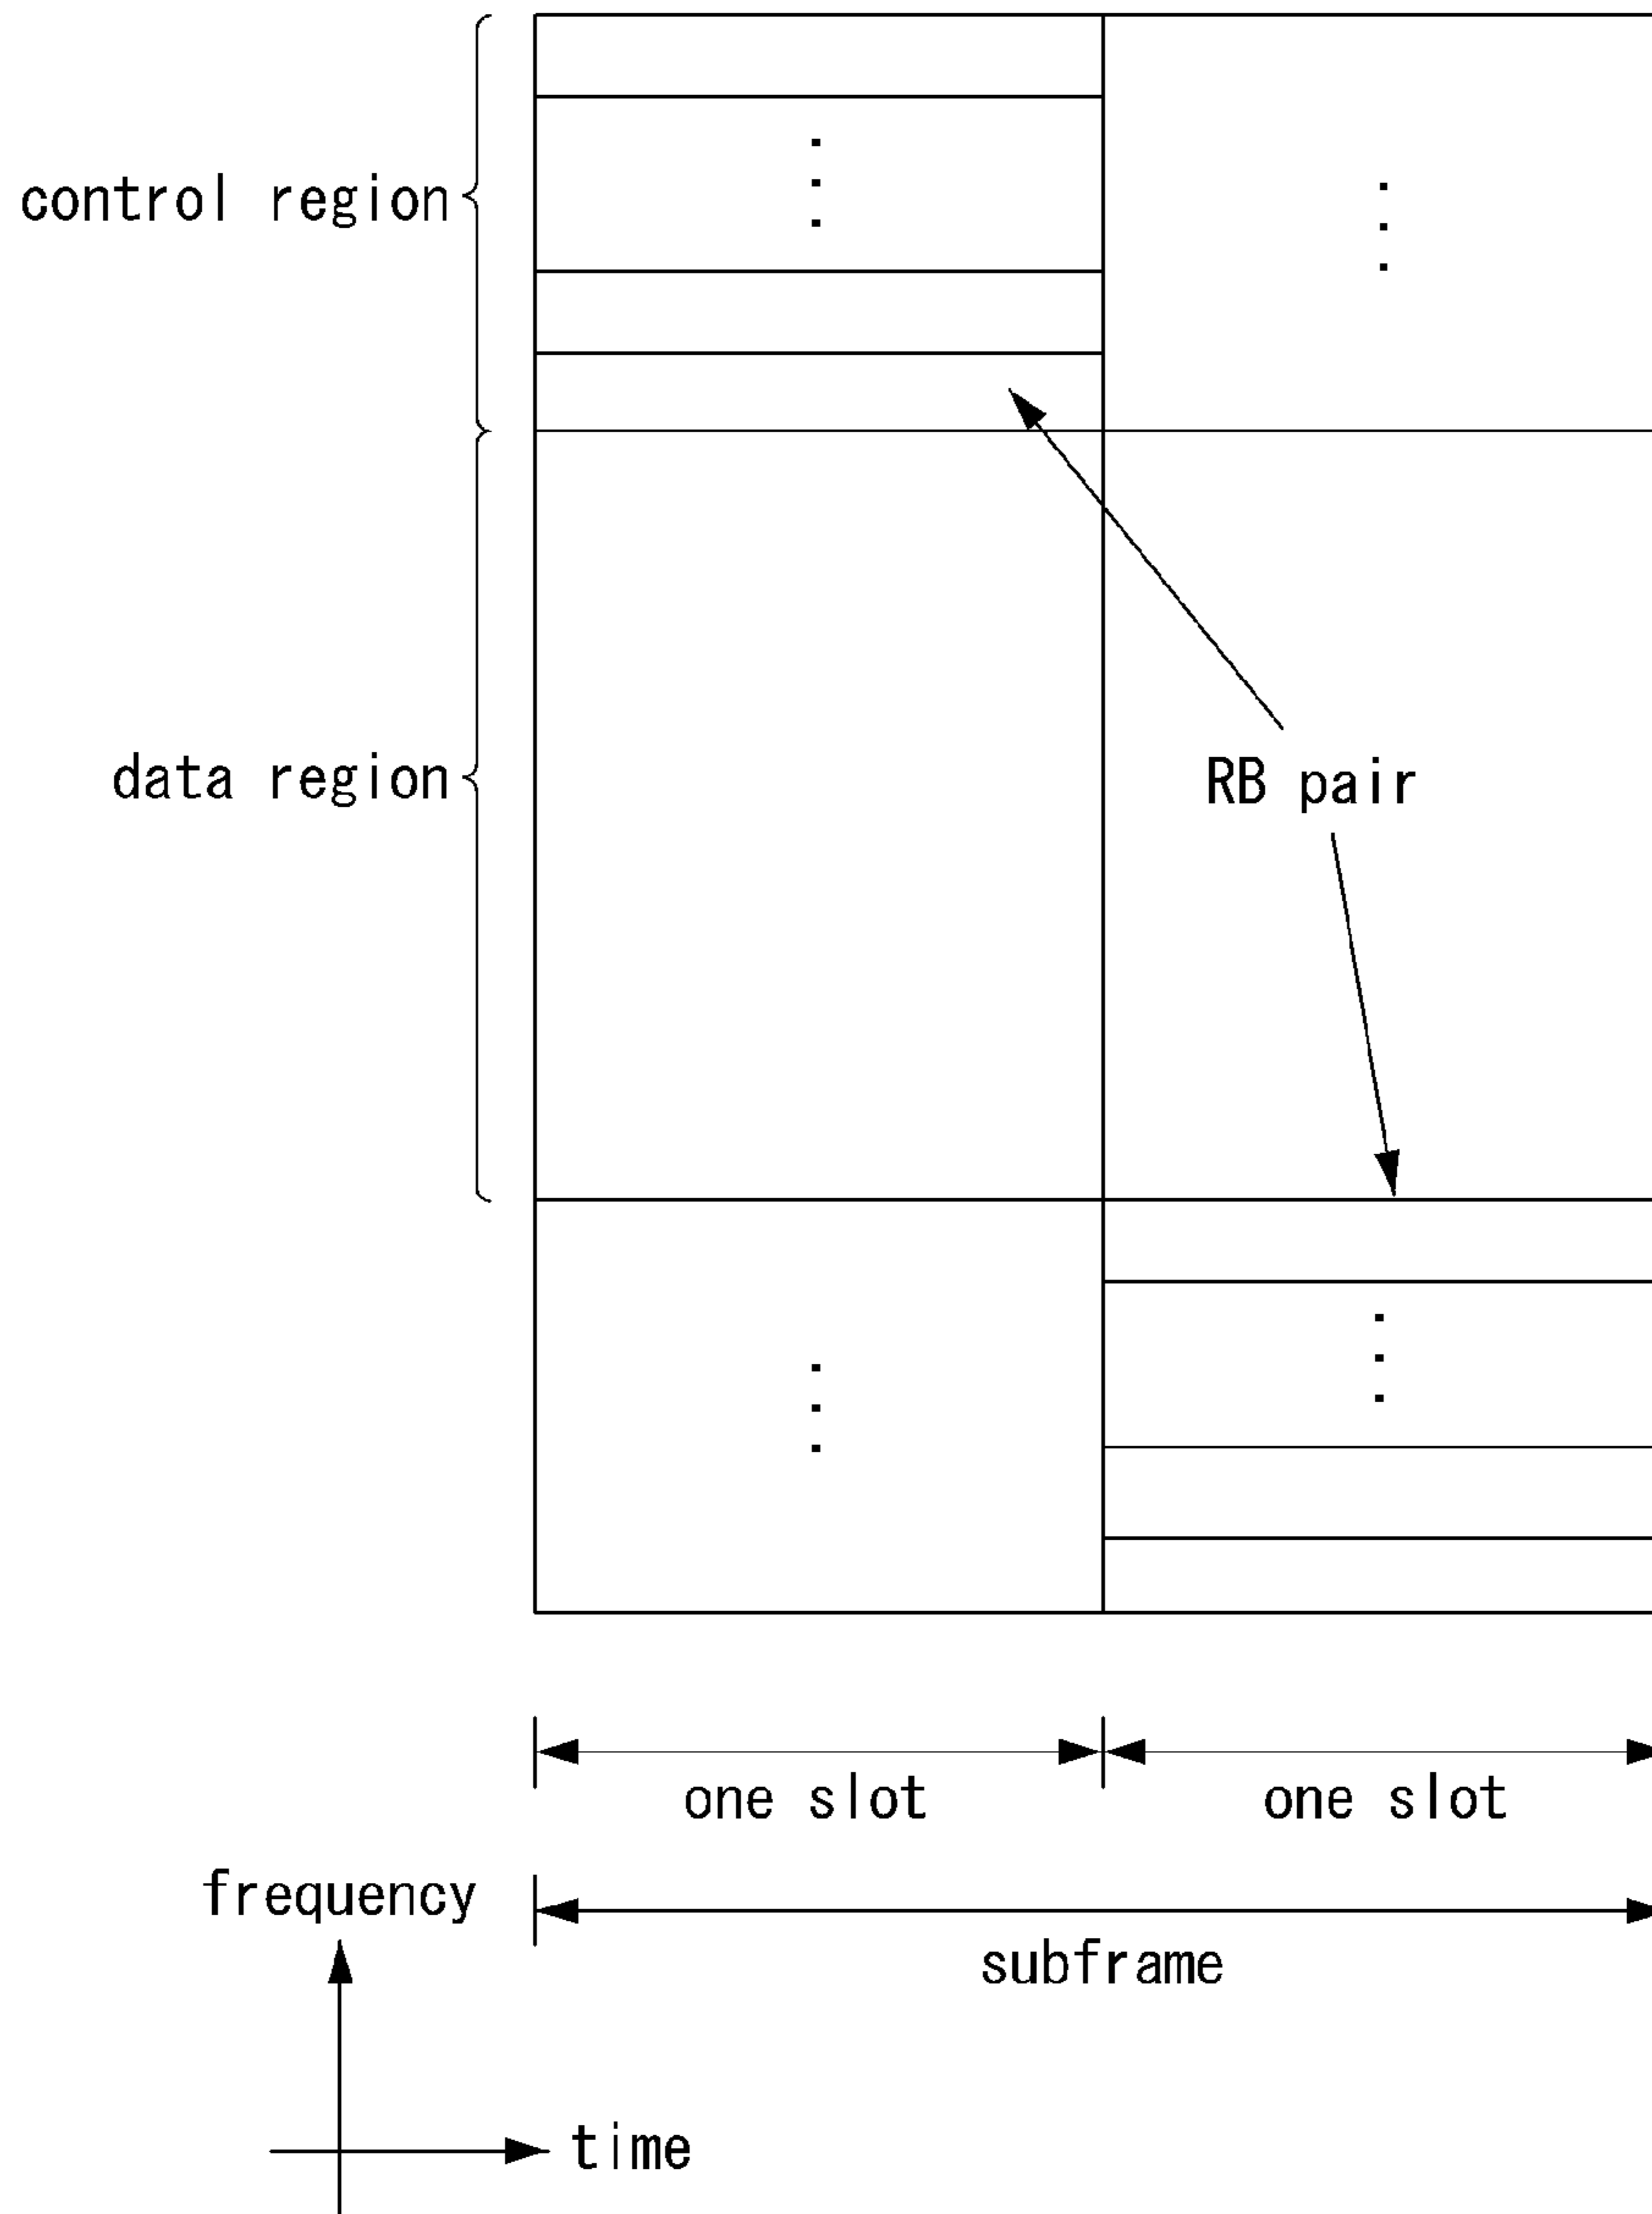 control region
data region
RB pair
one slot
one slot
frequency
subframe
time